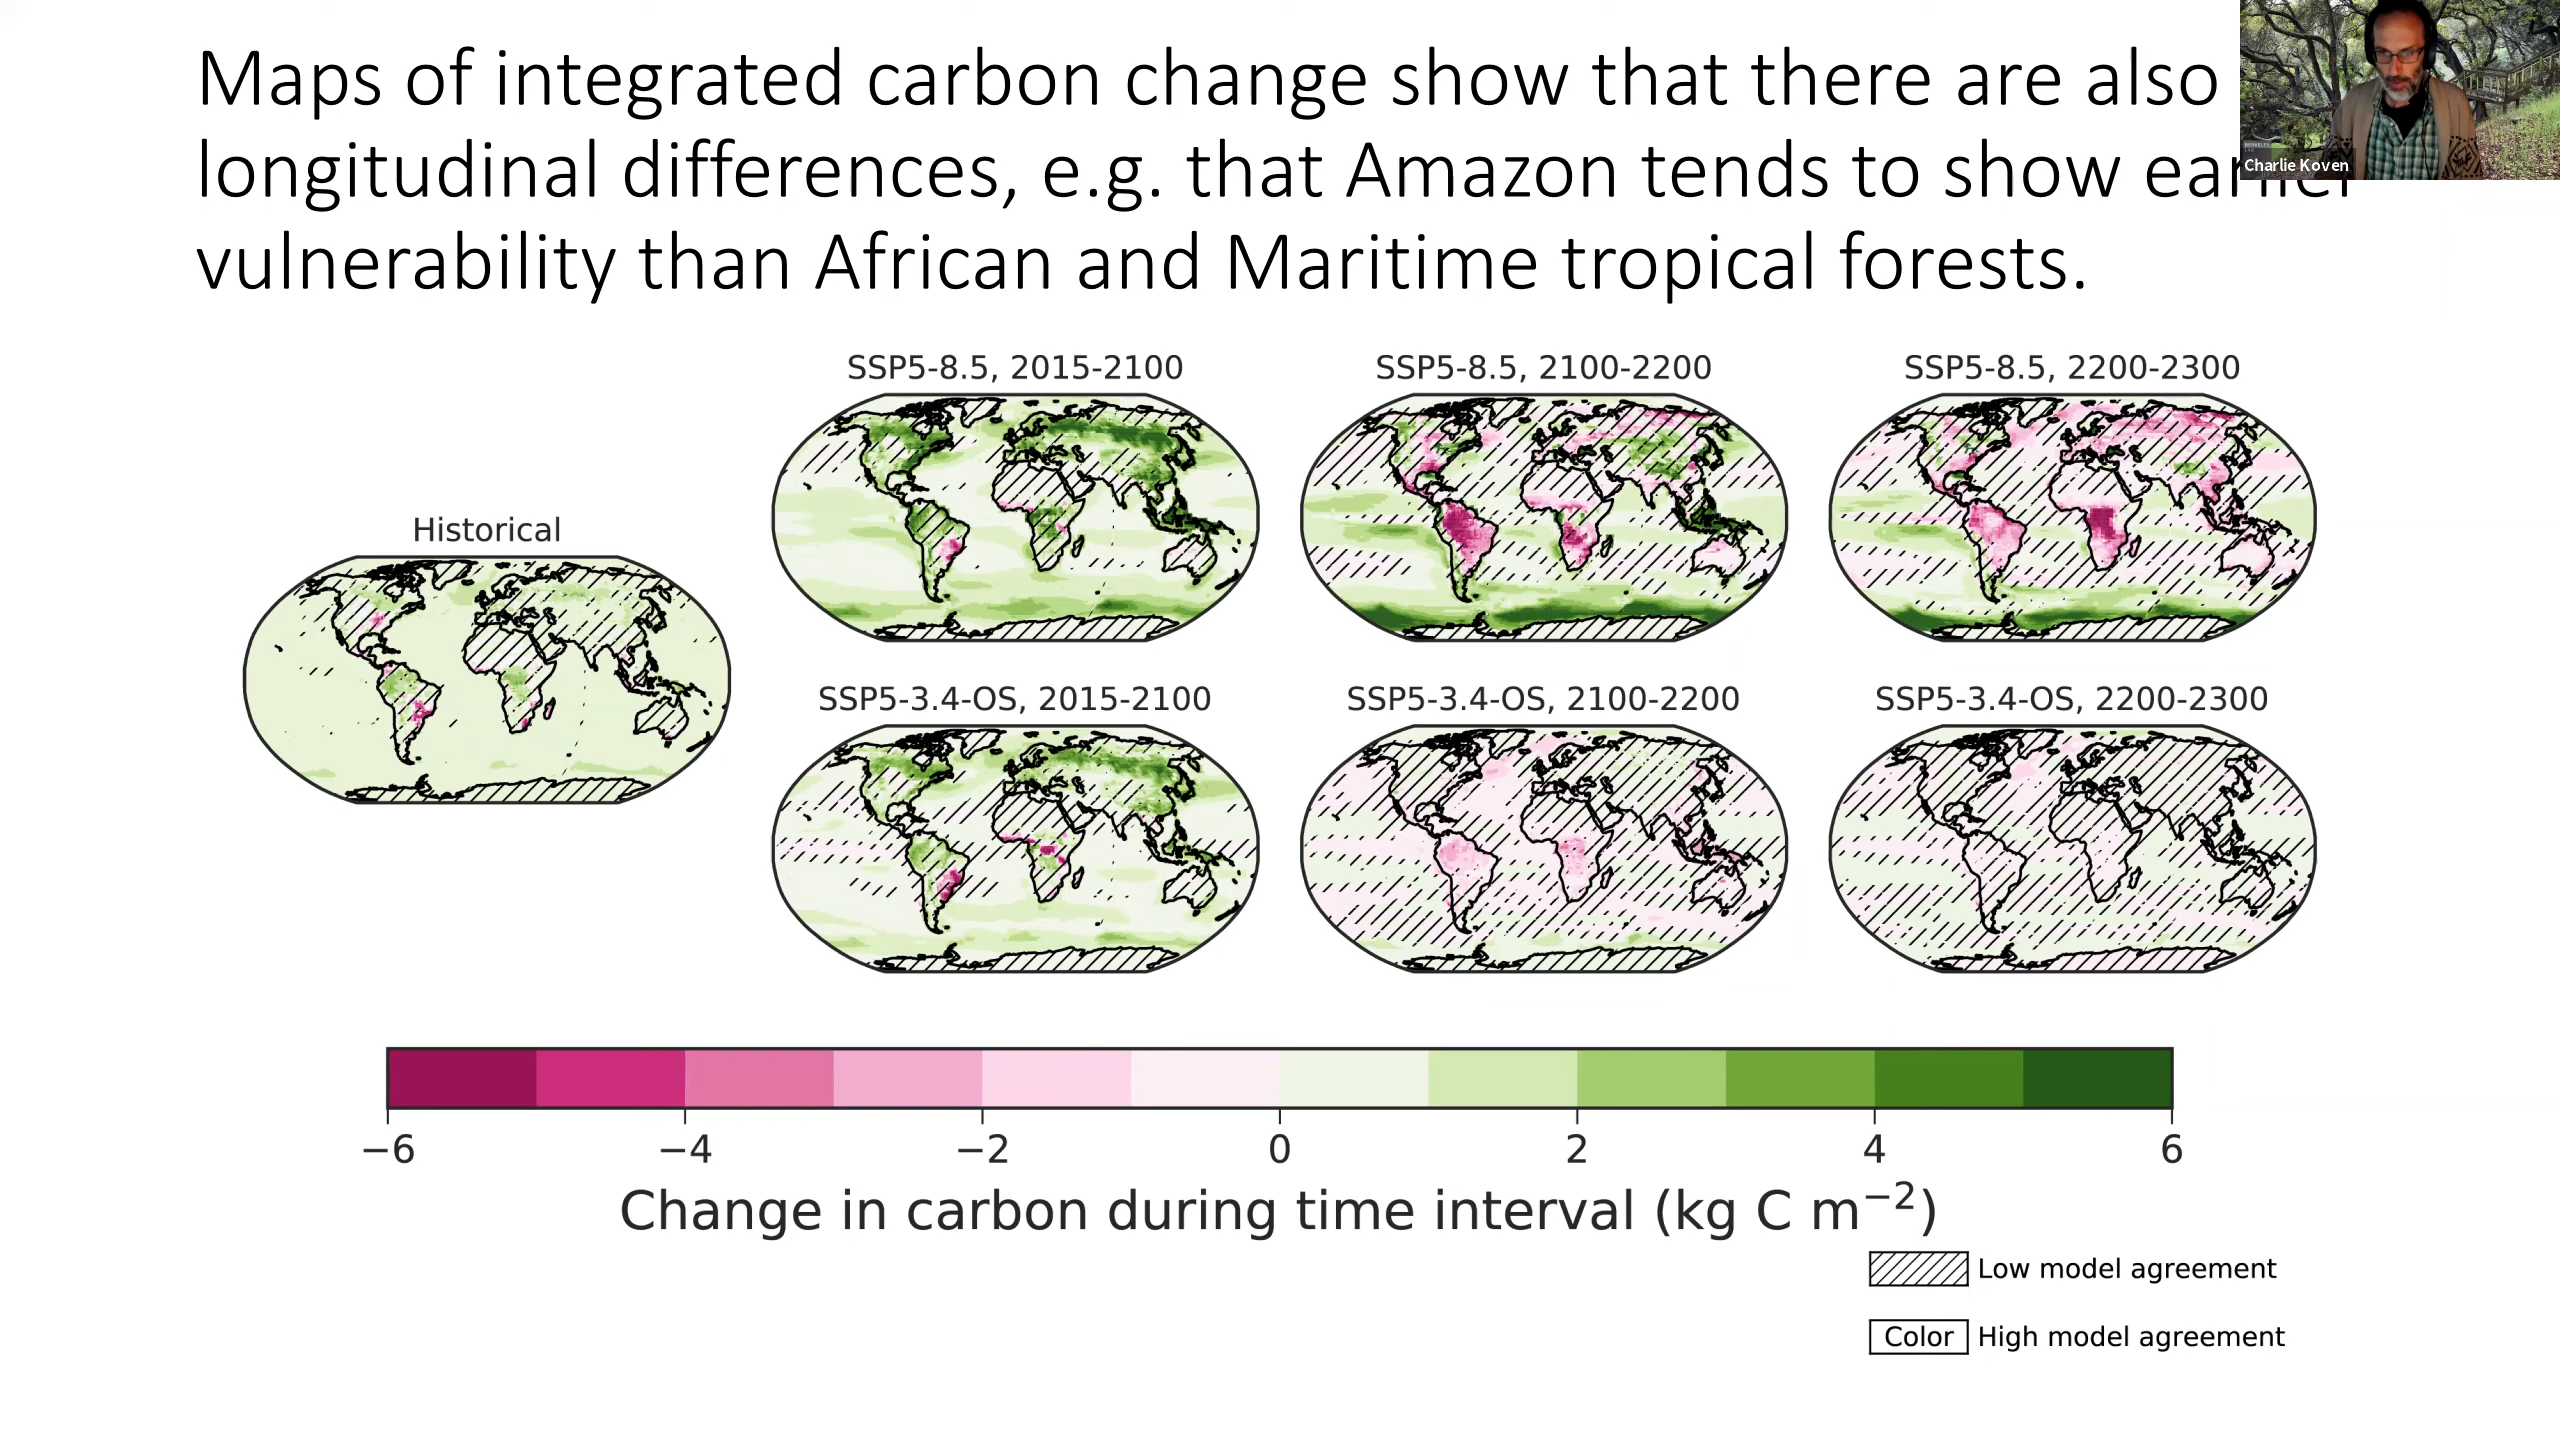 Maps of integrated carbon change show that there are also
longitudinal differences, e.g. that Amazon tends to show earlier
vulnerability than African and Maritime tropical forests.
Charlie Koven
SSP5-8.5, 2015-2100
SSP5-8.5, 2100-2200
SSP5-8.5, 2200-2300
Historical
SSP5-3.4-OS, 2015-2100
SSP5-3.4-OS, 2100-2200
SSP5-3.4-OS, 2200-2300
−6 −4 −2 0 2 4 6
Change in carbon during time interval (kg C m⁻²)
Low model agreement
Color High model agreement